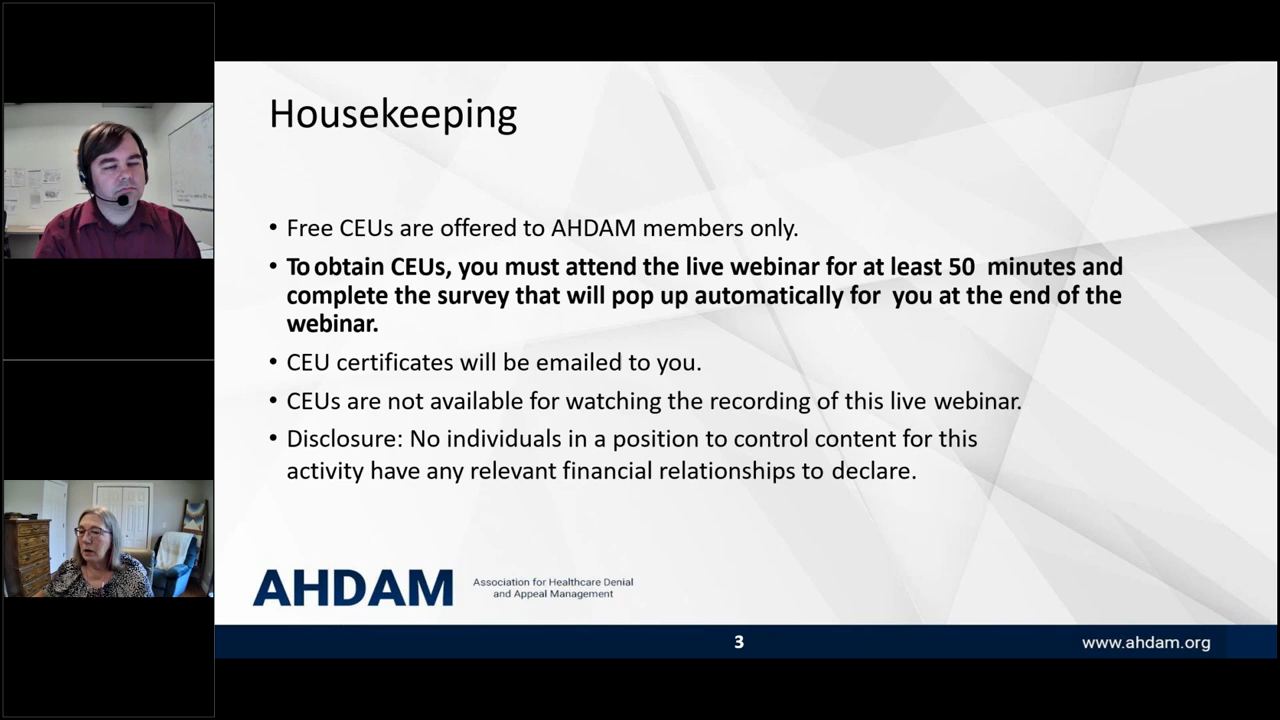 Housekeeping
• Free CEUs are offered to AHDAM members only.
• To obtain CEUs, you must attend the live webinar for at least 50 minutes and
complete the survey that will pop up automatically for you at the end of the
webinar.
• CEU certificates will be emailed to you.
• CEUs are not available for watching the recording of this live webinar.
• Disclosure: No individuals in a position to control content for this
activity have any relevant financial relationships to declare.
AHDAM
Association for Healthcare Denial
and Appeal Management
3
www.ahdam.org